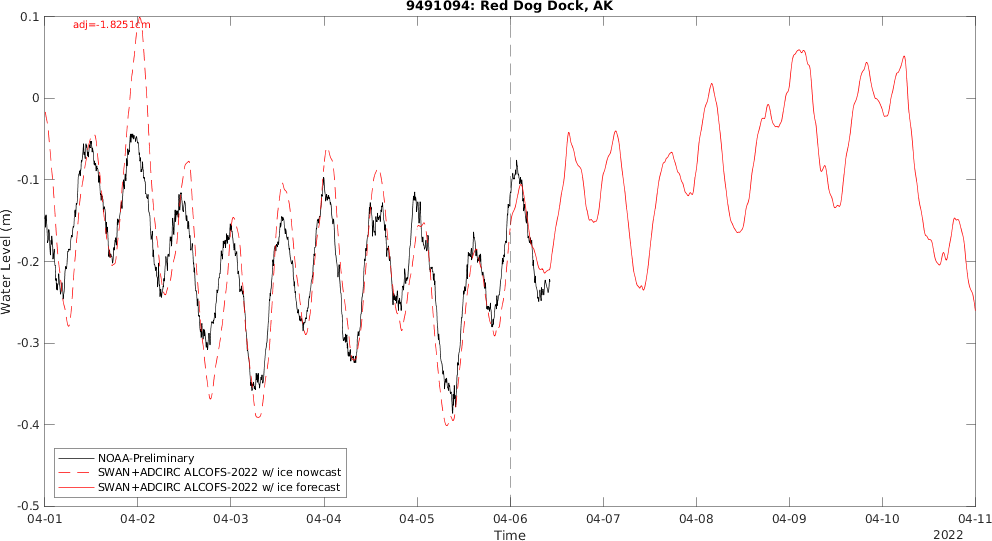 9491094: Red Dog Dock, AK
adj=-1.8251cm
0.1
0
-0.1
-0.2
-0.3
-0.4
-0.5
Water Level (m)
NOAA-Preliminary
SWAN+ADCIRC ALCOFS-2022 w/ ice nowcast
SWAN+ADCIRC ALCOFS-2022 w/ ice forecast
04-01 04-02 04-03 04-04 04-05 04-06 04-07 04-08 04-09 04-10 04-11
Time
2022